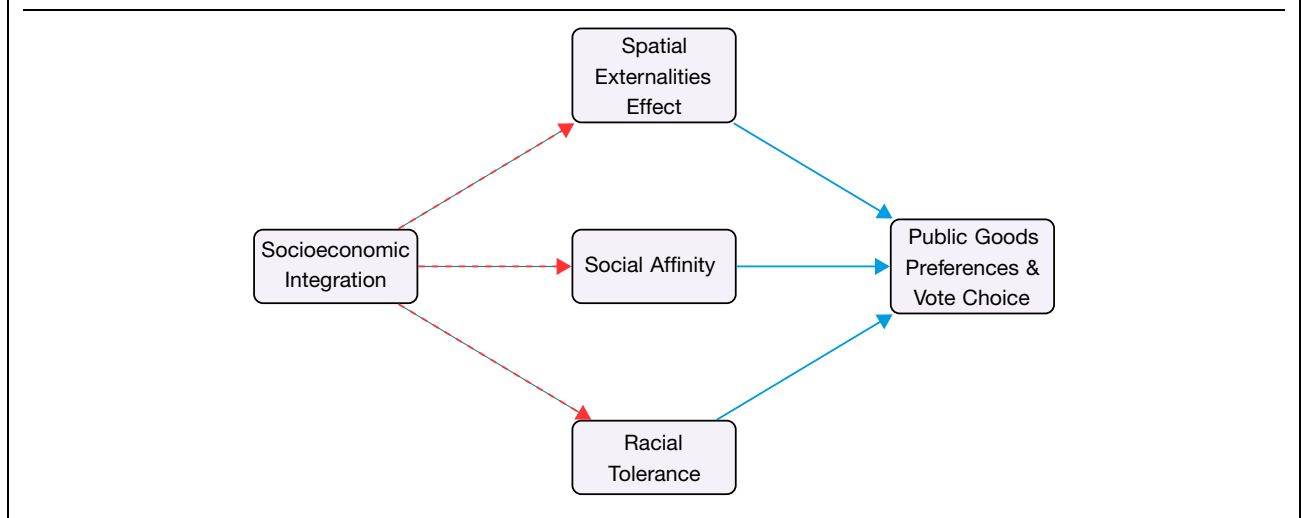 Spatial
Externalities
Effect
Socioeconomic
Integration
Social Affinity
Public Goods
Preferences &
Vote Choice
Racial
Tolerance